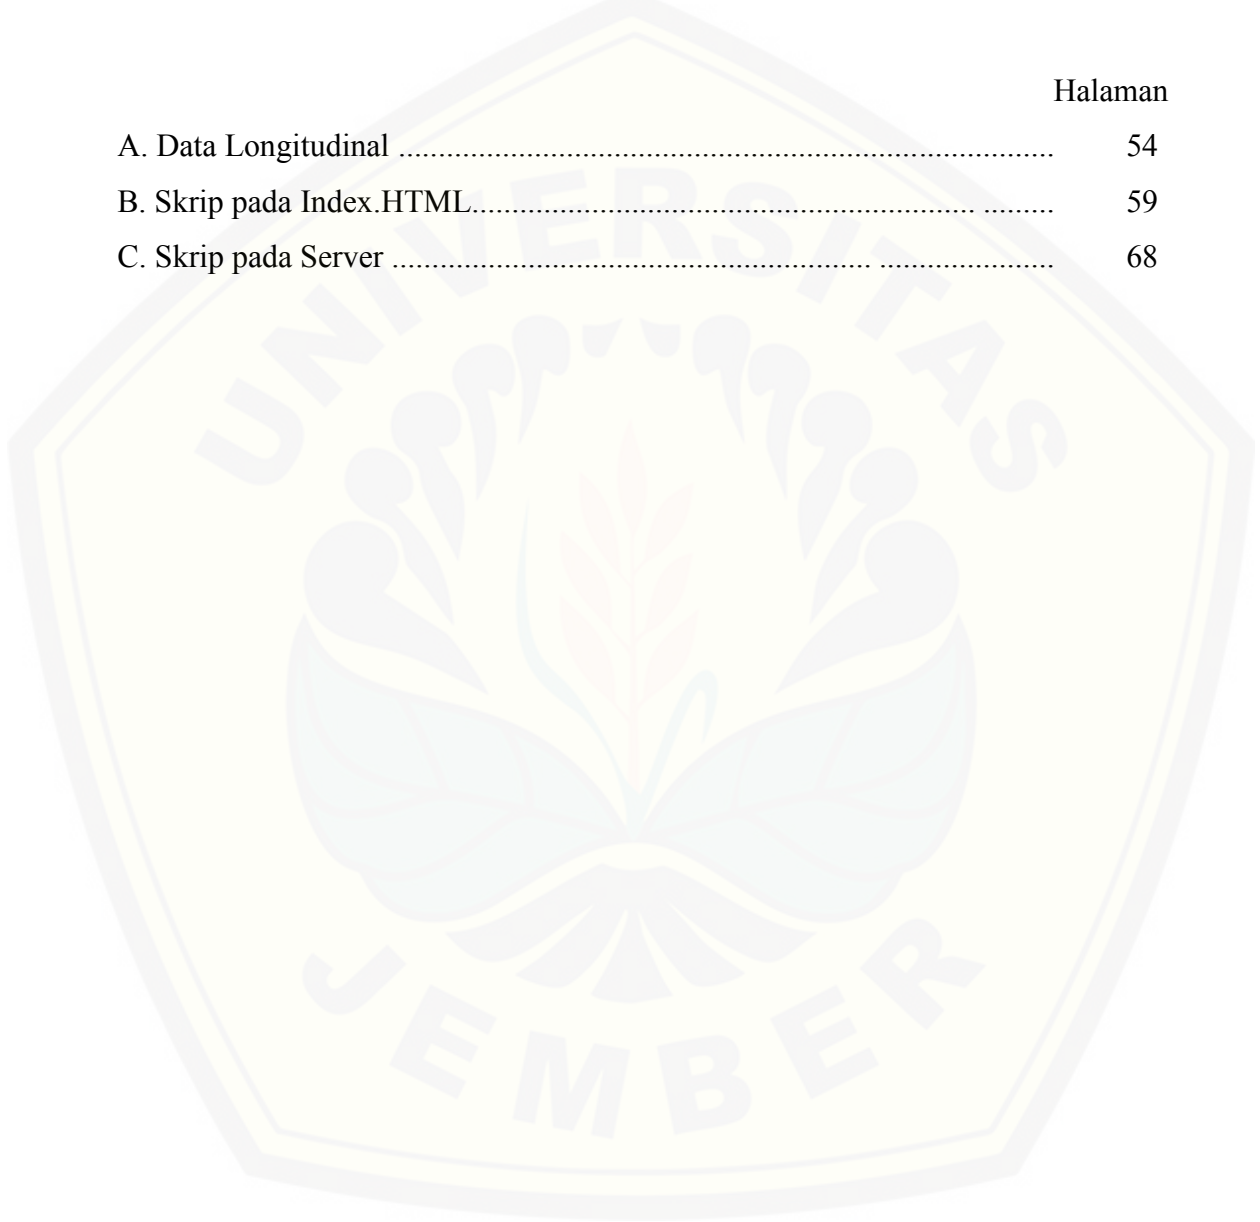 Halaman
A. Data Longitudinal .................................................................................. 54
B. Skrip pada Index.HTML............................................................... ......... 59
C. Skrip pada Server ............................................................ ...................... 68
UNIVERSITAS
JEMBER